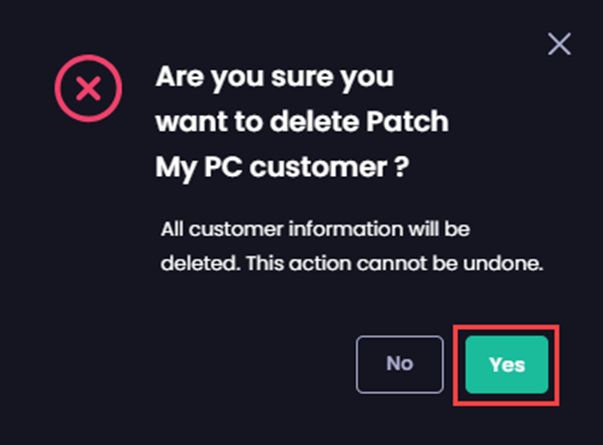 Are you sure you
want to delete Patch
My PC customer ?
All customer information will be
deleted. This action cannot be undone.
No
Yes